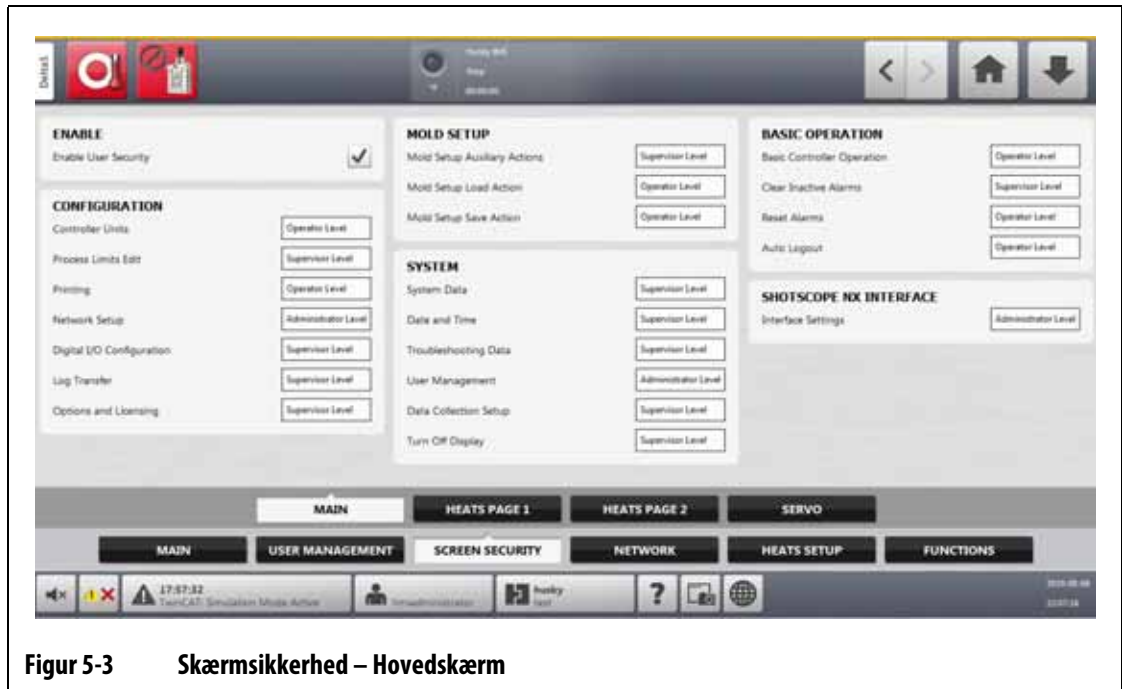 Delta3
ENABLE
Enable User Security
CONFIGURATION
Controller Units Operator Level
Process Limits Edit Supervisor Level
Printing Operator Level
Network Setup Administrator Level
Digital I/O Configuration Supervisor Level
Log Transfer Supervisor Level
Options and Licensing Supervisor Level
MOLD SETUP
Mold Setup Auxiliary Actions Supervisor Level
Mold Setup Load Action Operator Level
Mold Setup Save Action Operator Level
SYSTEM
System Data Supervisor Level
Date and Time Supervisor Level
Troubleshooting Data Supervisor Level
User Management Administrator Level
Data Collection Setup Supervisor Level
Turn Off Display Supervisor Level
BASIC OPERATION
Basic Controller Operation Operator Level
Clear Inactive Alarms Supervisor Level
Reset Alarms Operator Level
Auto Logout Operator Level
SHOTSCOPE NX INTERFACE
Interface Settings Administrator Level
MAIN HEATS PAGE 1 HEATS PAGE 2 SERVO
MAIN USER MANAGEMENT SCREEN SECURITY NETWORK HEATS SETUP FUNCTIONS
17:57:32
TwinCAT: Simulation Mode Active
hmiadministrator
husky
test
?
Figur 5-3 Skærmsikkerhed – Hovedskærm